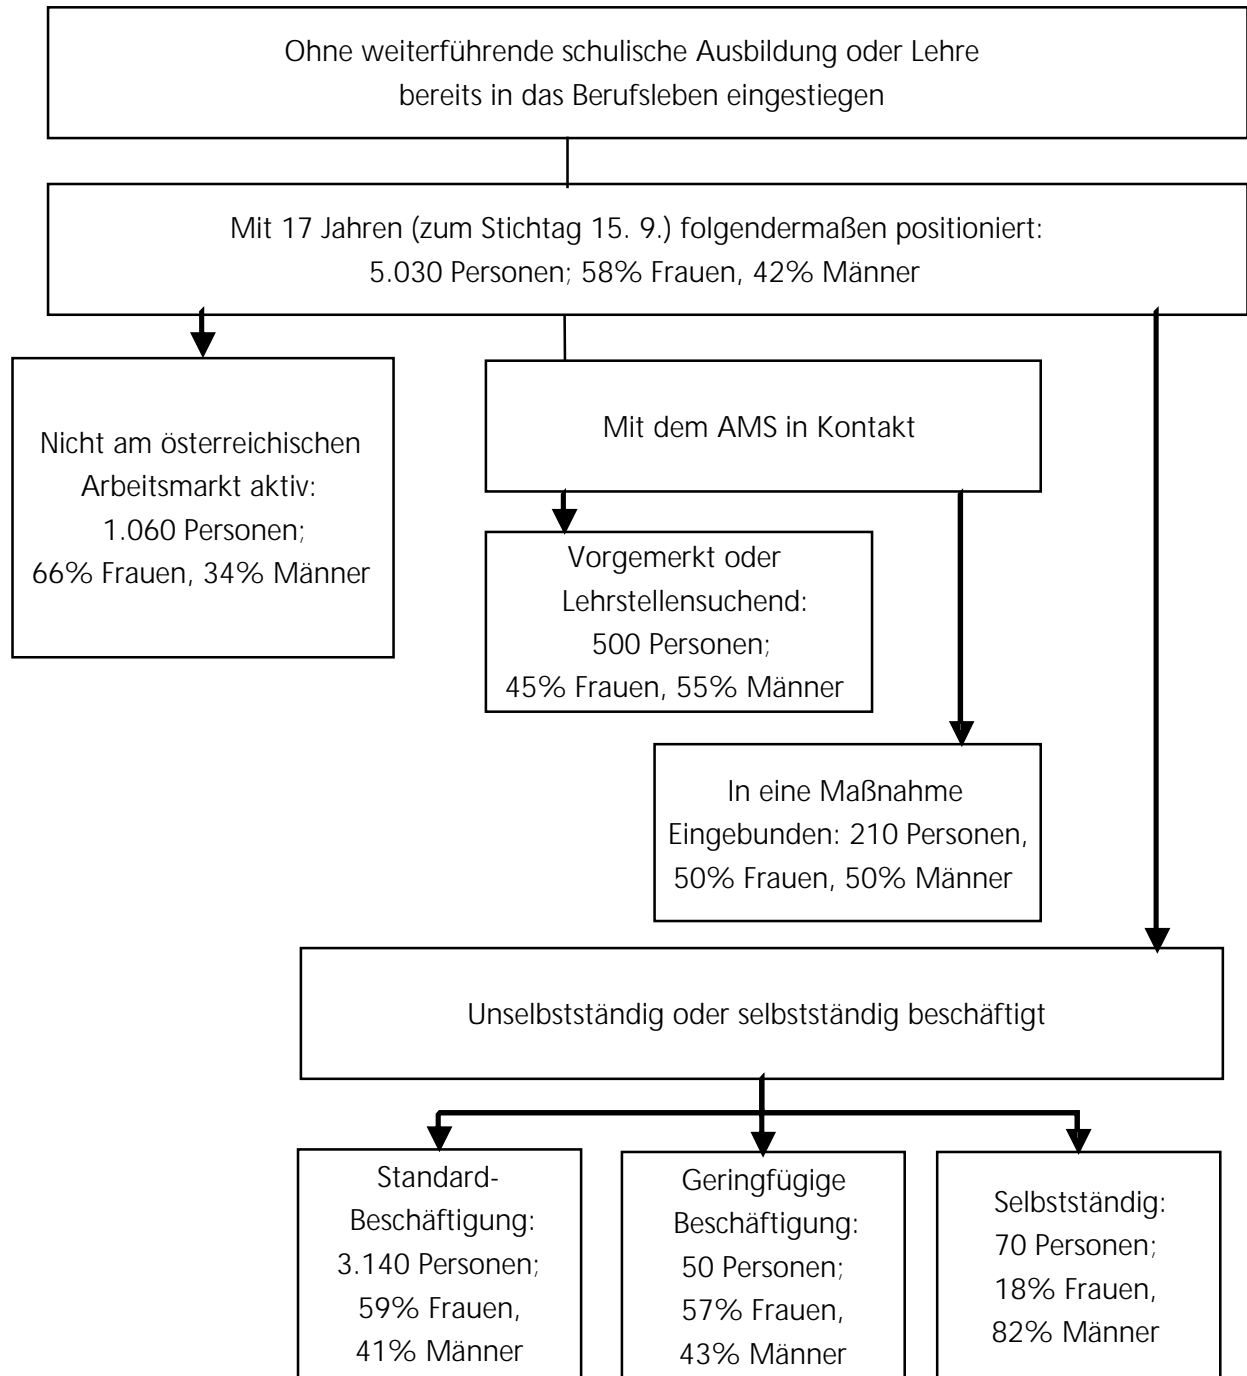 Ohne weiterführende schulische Ausbildung oder Lehre
bereits in das Berufsleben eingestiegen
Mit 17 Jahren (zum Stichtag 15. 9.) folgendermaßen positioniert:
5.030 Personen; 58% Frauen, 42% Männer
Nicht am österreichischen
Arbeitsmarkt aktiv:
1.060 Personen;
66% Frauen, 34% Männer
Mit dem AMS in Kontakt
Vorgemerkt oder
Lehrstellensuchend:
500 Personen;
45% Frauen, 55% Männer
In eine Maßnahme
Eingebunden: 210 Personen,
50% Frauen, 50% Männer
Unselbstständig oder selbstständig beschäftigt
Standard-
Beschäftigung:
3.140 Personen;
59% Frauen,
41% Männer
Geringfügige
Beschäftigung:
50 Personen;
57% Frauen,
43% Männer
Selbstständig:
70 Personen;
18% Frauen,
82% Männer